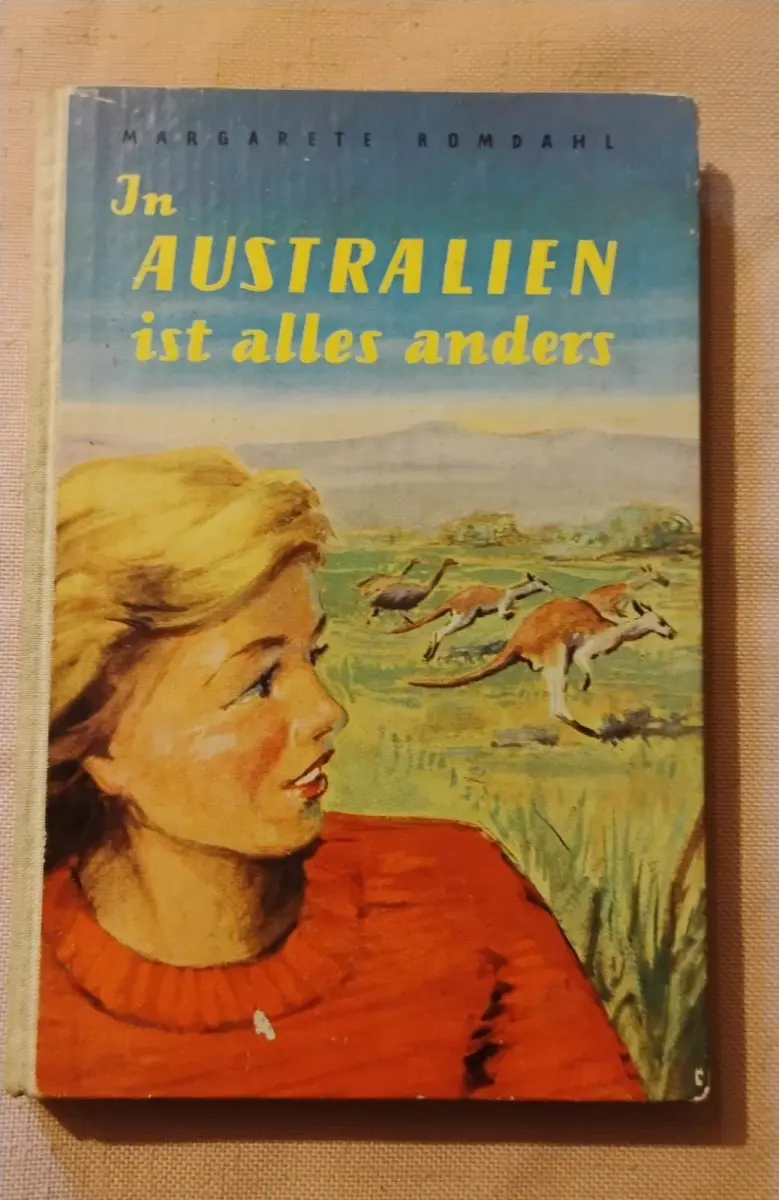 MARGARETE ROMDAHL
In
AUSTRALIEN
ist alles anders